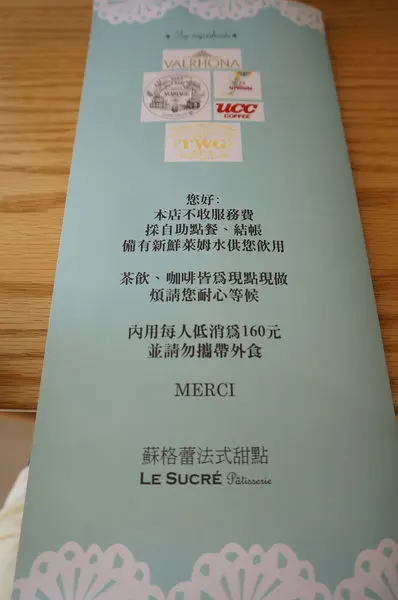 VALRHONA
MARIAGE
UCC
COFFEE
TWG
您好：
本店不收服務費
採自助點餐、結帳
備有新鮮萊姆水供您飲用
茶飲、咖啡皆為現點現做
煩請您耐心等候
內用每人低消為160元
並請勿攜帶外食
MERCI
蘇格蕾法式甜點
LE SUCRÉ Pâtisserie